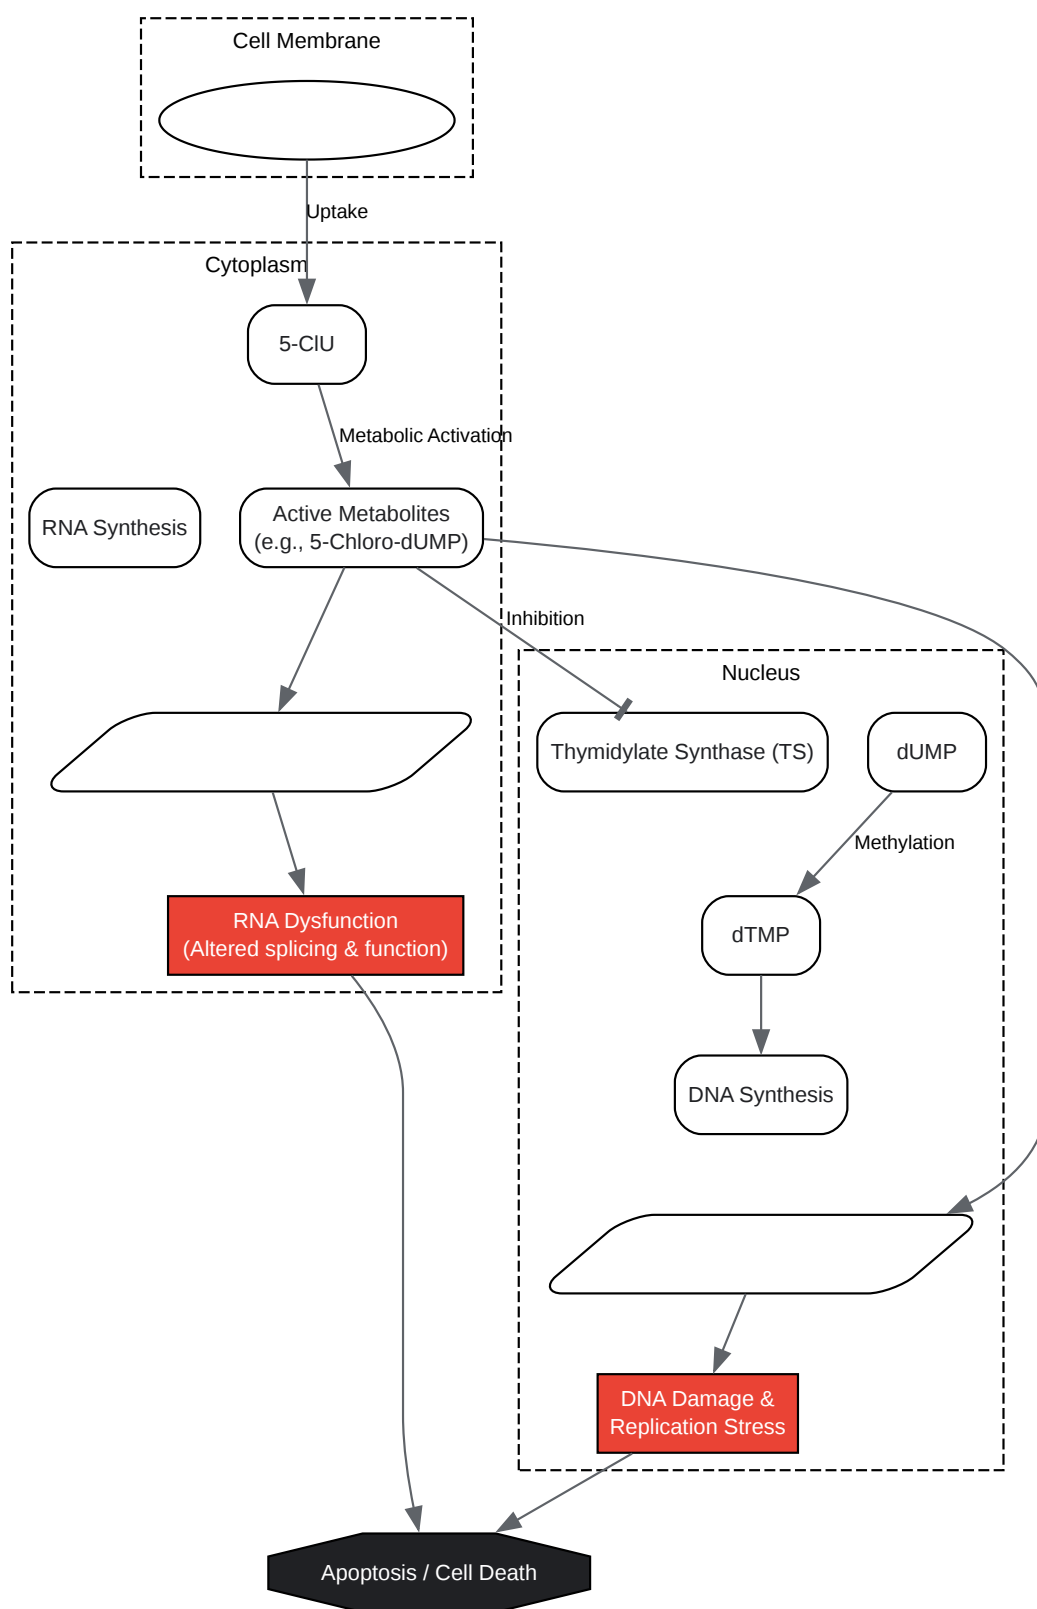 Cell Membrane
Uptake
Cytoplasm
5-ClU
Metabolic Activation
RNA Synthesis
Active Metabolites
(e.g., 5-Chloro-dUMP)
Inhibition
Nucleus
Thymidylate Synthase (TS)
dUMP
Methylation
RNA Dysfunction
(Altered splicing & function)
dTMP
DNA Synthesis
DNA Damage &
Replication Stress
Apoptosis / Cell Death